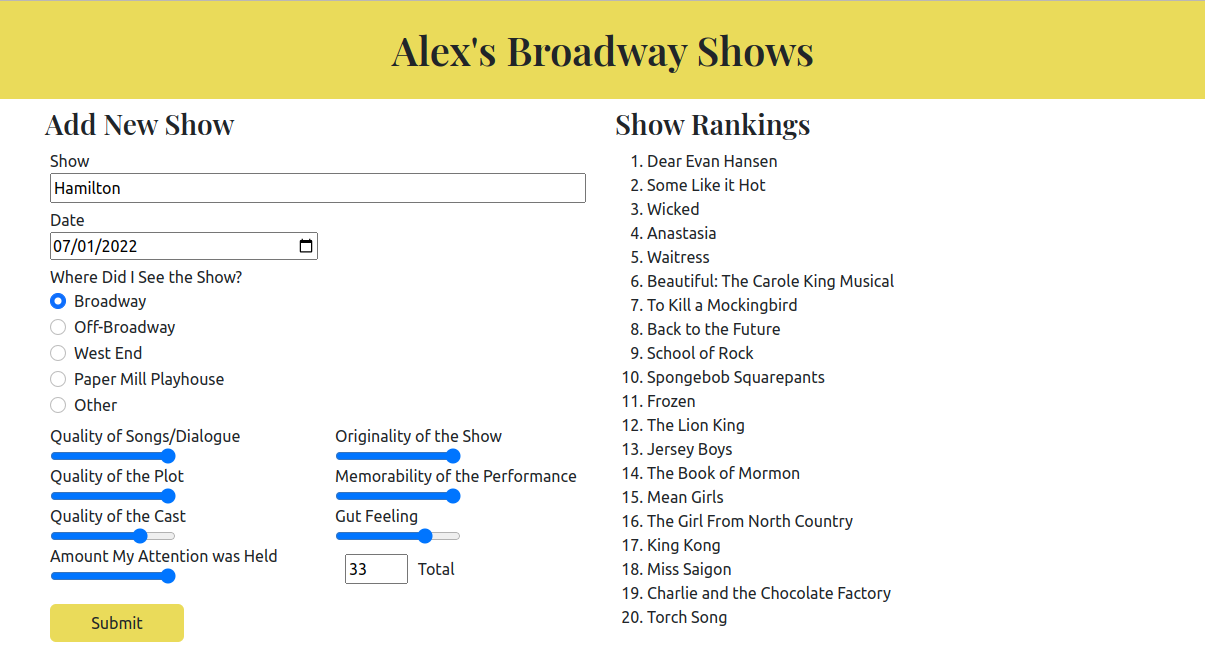 Alex's Broadway Shows
Add New Show
Show
Hamilton
Date
07/01/2022
Where Did I See the Show?
Broadway
Off-Broadway
West End
Paper Mill Playhouse
Other
Quality of Songs/Dialogue
Originality of the Show
Quality of the Plot
Memorability of the Performance
Quality of the Cast
Gut Feeling
Amount My Attention was Held
33 Total
Submit
Show Rankings
1. Dear Evan Hansen
2. Some Like it Hot
3. Wicked
4. Anastasia
5. Waitress
6. Beautiful: The Carole King Musical
7. To Kill a Mockingbird
8. Back to the Future
9. School of Rock
10. Spongebob Squarepants
11. Frozen
12. The Lion King
13. Jersey Boys
14. The Book of Mormon
15. Mean Girls
16. The Girl From North Country
17. King Kong
18. Miss Saigon
19. Charlie and the Chocolate Factory
20. Torch Song